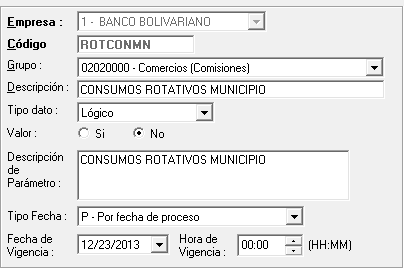 Empresa : 1 - BANCO BOLIVARIANO
Código ROTCONMN
Grupo : 02020000 - Comercios (Comisiones)
Descripción : CONSUMOS ROTATIVOS MUNICIPIO
Tipo dato : Lógico
Valor : Si No
Descripción de Parámetro : CONSUMOS ROTATIVOS MUNICIPIO
Tipo Fecha : P - Por fecha de proceso
Fecha de Vigencia : 12/23/2013 Hora de Vigencia : 00:00 (HH:MM)